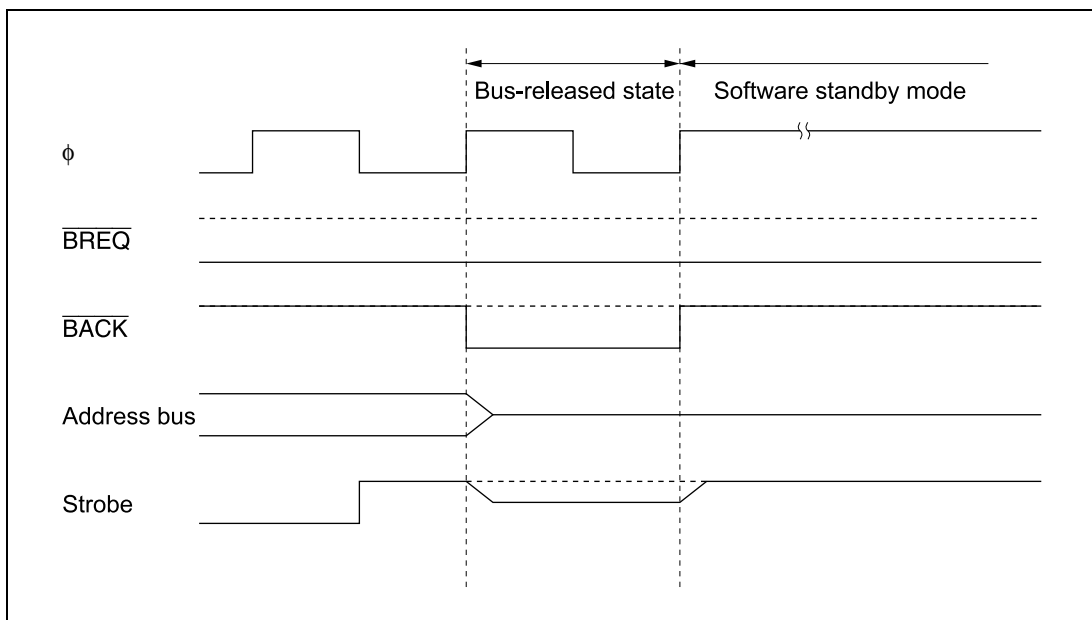 Bus-released state Software standby mode
ϕ
BREQ
BACK
Address bus
Strobe